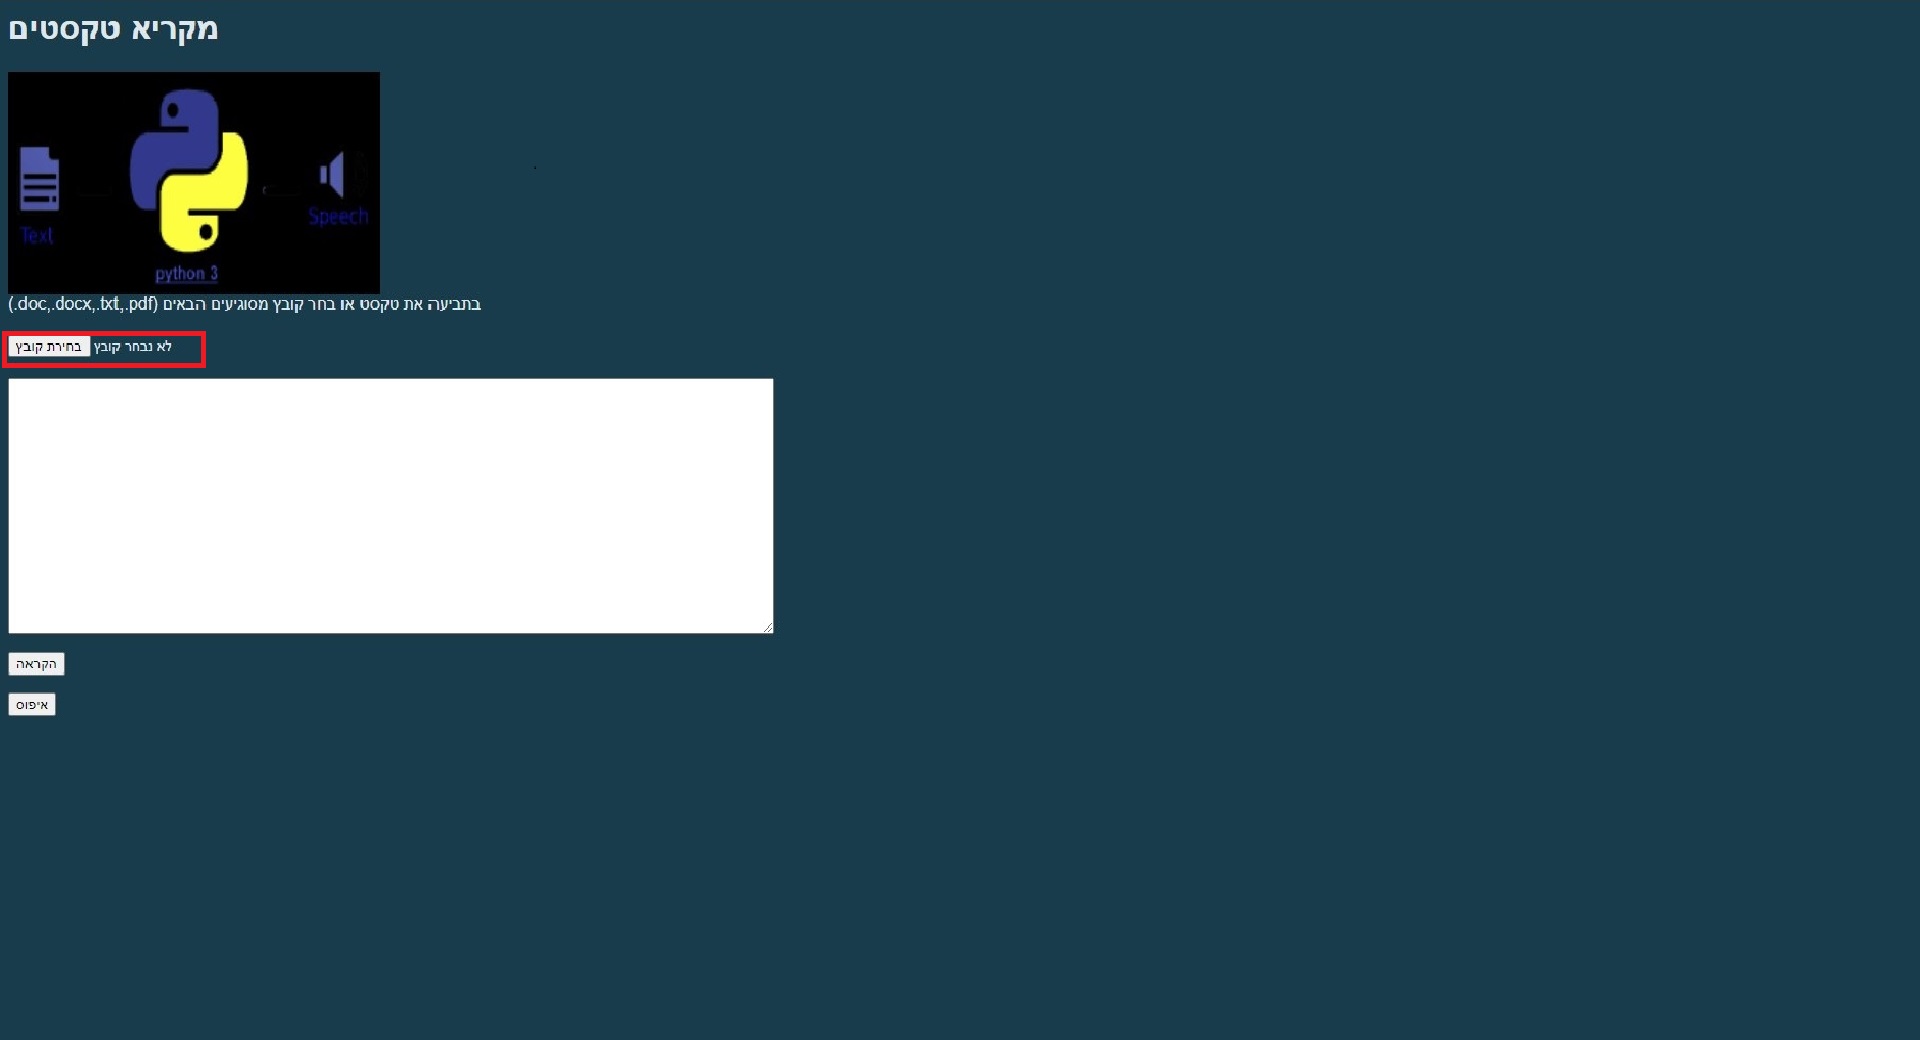 מקריא טקסטים
Text
Speech
python 3
בתביעה את טקסט או בחר קובץ מסוגיעים הבאים (.doc,.docx,.txt,.pdf)
בחירת קובץ לא נבחר קובץ
הקראה
איפוס